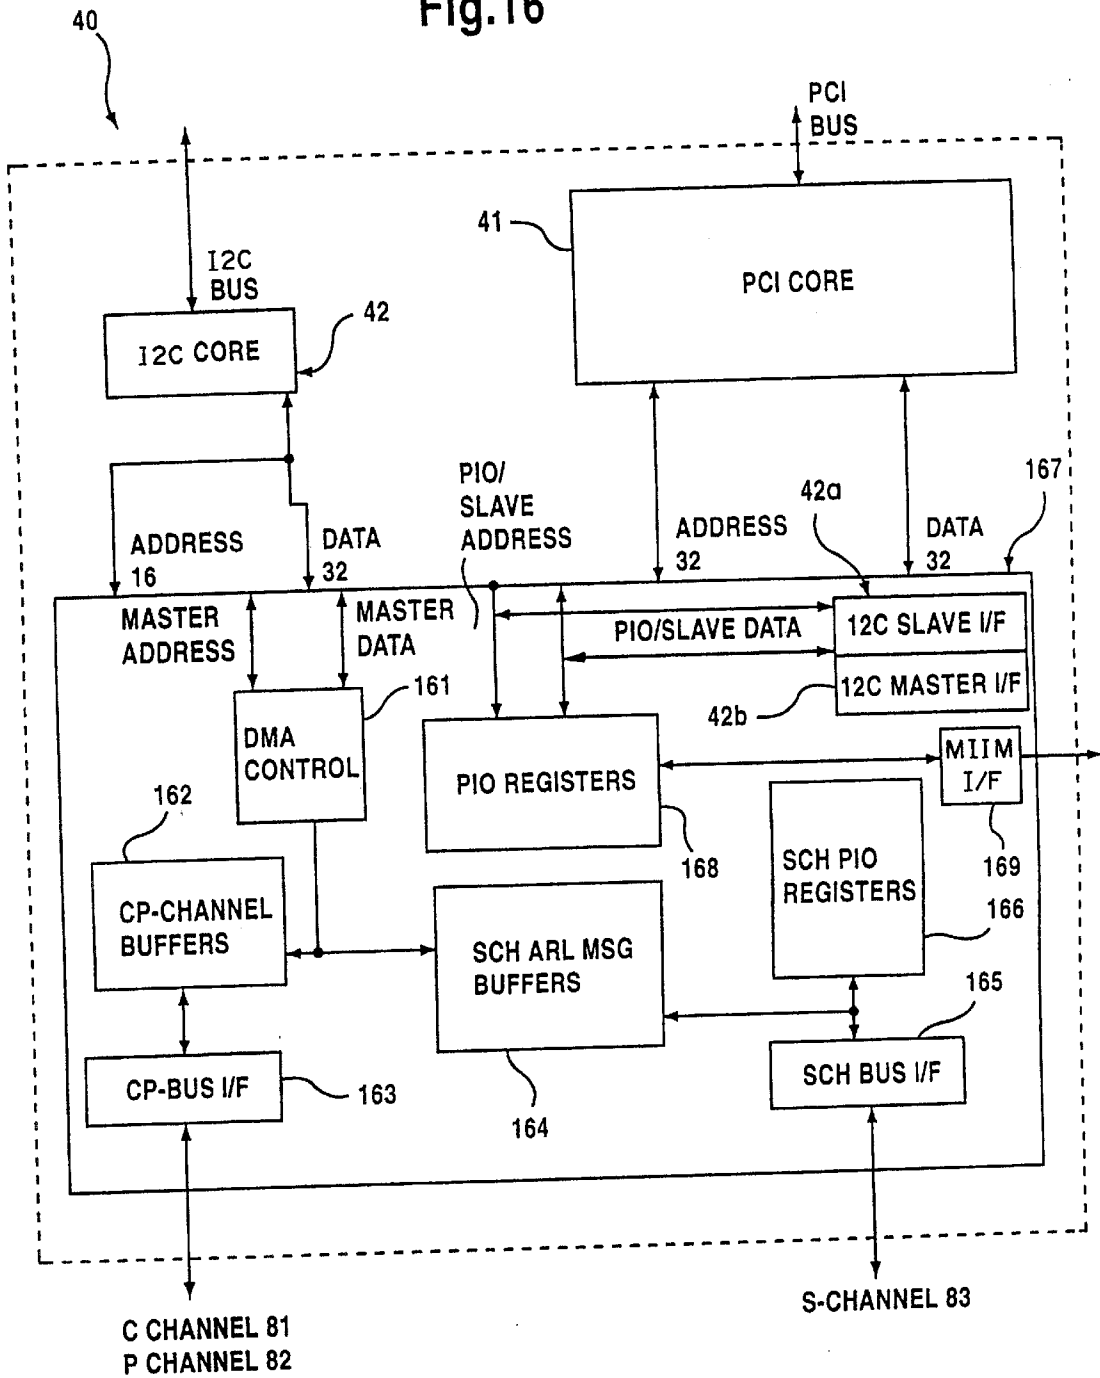 Fig.16
40
PCI
BUS
41
PCI CORE
I2C
BUS
42
I2C CORE
PIO/
SLAVE
ADDRESS
42a
167
ADDRESS
16
DATA
32
ADDRESS
32
DATA
32
MASTER
ADDRESS
MASTER
DATA
PIO/SLAVE DATA
12C SLAVE I/F
12C MASTER I/F
42b
161
DMA
CONTROL
PIO REGISTERS
MIIM
I/F
162
168
169
SCH PIO
REGISTERS
166
CP-CHANNEL
BUFFERS
SCH ARL MSG
BUFFERS
165
CP-BUS I/F
163
164
SCH BUS I/F
C CHANNEL 81
P CHANNEL 82
S-CHANNEL 83